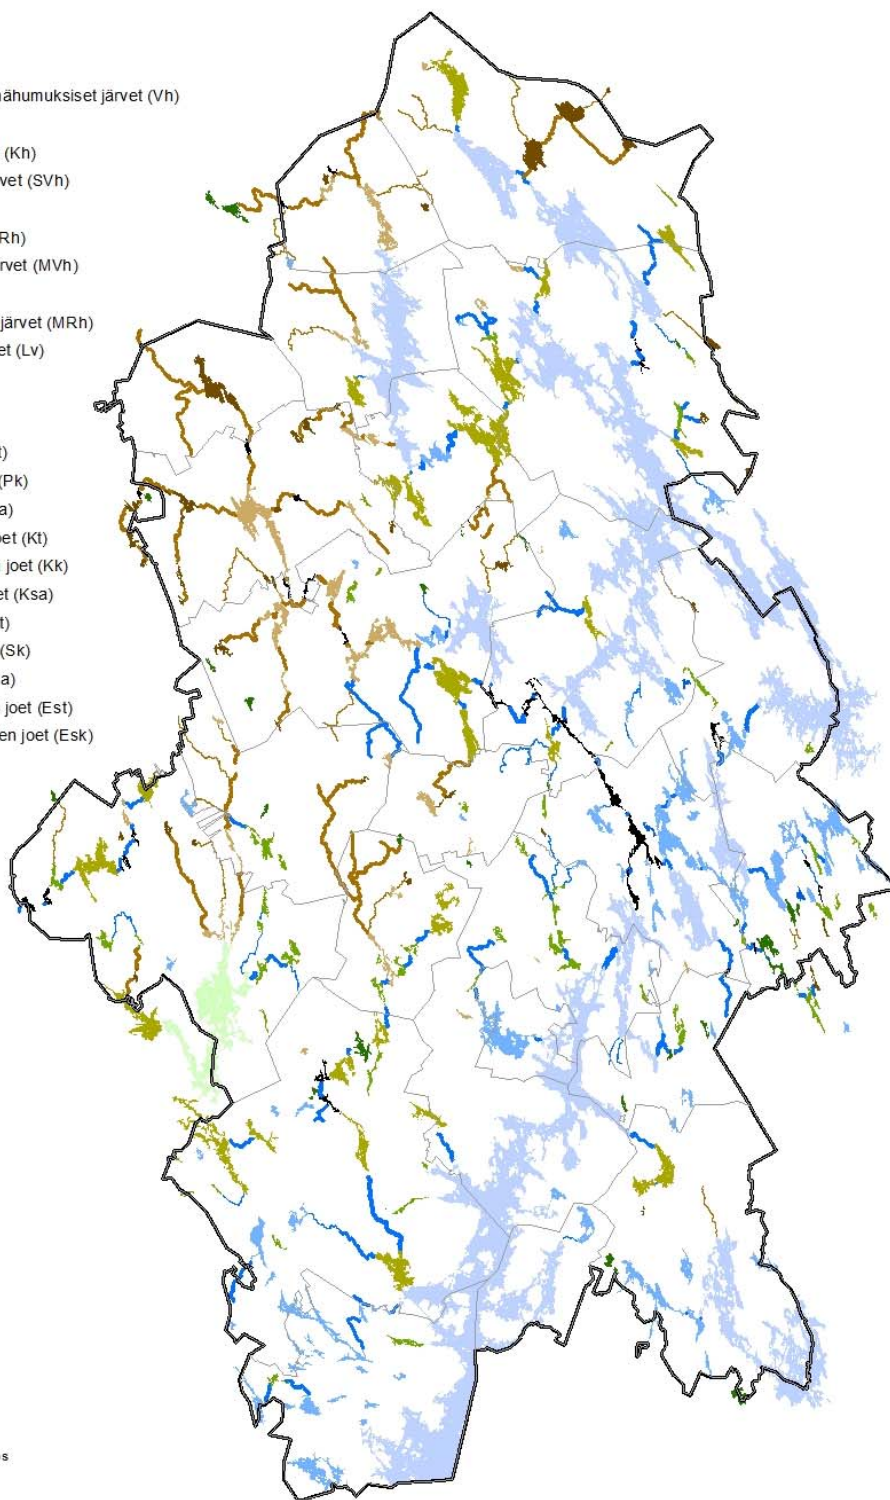 ähumuksiset järvet (Vh)
(Kh)
vet (SVh)
Rh)
rvet (MVh)
järvet (MRh)
et (Lv)
t)
(Pk)
a)
oet (Kt)
joet (Kk)
et (Ksa)
t)
(Sk)
a)
joet (Est)
en joet (Esk)
s